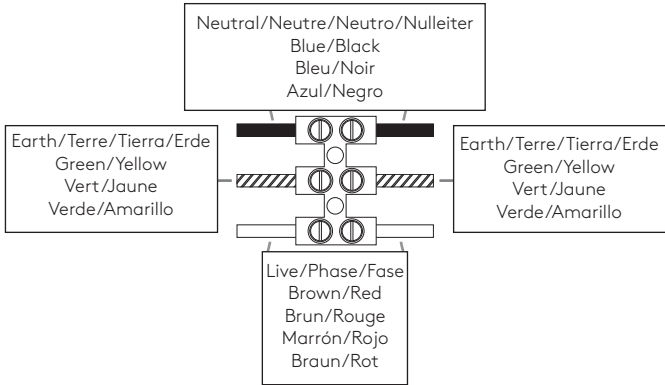 Neutral/Neutre/Neutro/Nulleiter
Blue/Black
Bleu/Noir
Azul/Negro
Earth/Terre/Tierra/Erde
Green/Yellow
Vert/Jaune
Verde/Amarillo
Earth/Terre/Tierra/Erde
Green/Yellow
Vert/Jaune
Verde/Amarillo
Live/Phase/Fase
Brown/Red
Brun/Rouge
Marrón/Rojo
Braun/Rot